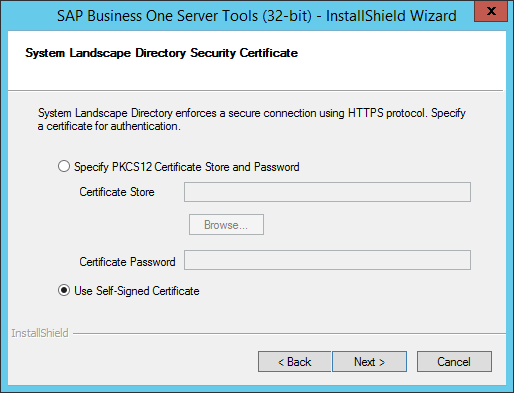 SAP Business One Server Tools (32-bit) - InstallShield Wizard
X
System Landscape Directory Security Certificate
System Landscape Directory enforces a secure connection using HTTPS protocol. Specify
a certificate for authentication.
Specify PKCS12 Certificate Store and Password
Certificate Store
Browse...
Certificate Password
Use Self-Signed Certificate
InstallShield
< Back Next > Cancel